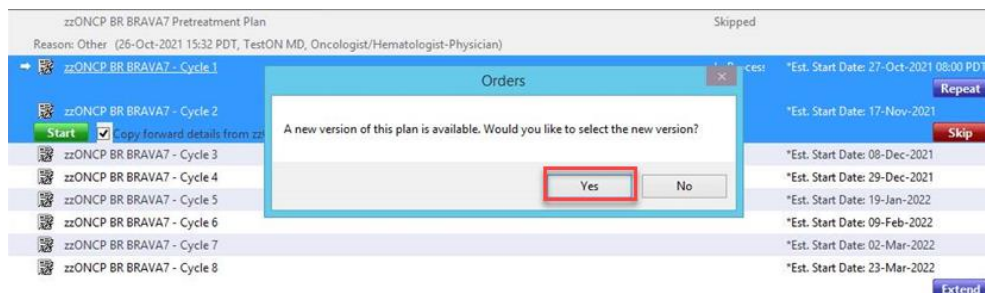 zzONCP BR BRAVA7 Pretreatment Plan Skipped
Reason: Other (26-Oct-2021 15:32 PDT, TestON MD, Oncologist/Hematologist-Physician)
zzONCP BR BRAVA7 - Cycle 1 *Est. Start Date: 27-Oct-2021 08:00 PDT
Orders
Repeat
zzONCP BR BRAVA7 - Cycle 2 *Est. Start Date: 17-Nov-2021
Start Copy forward details from Skip
A new version of this plan is available. Would you like to select the new version?
zzONCP BR BRAVA7 - Cycle 3 *Est. Start Date: 08-Dec-2021
zzONCP BR BRAVA7 - Cycle 4 *Est. Start Date: 29-Dec-2021
Yes No
zzONCP BR BRAVA7 - Cycle 5 *Est. Start Date: 19-Jan-2022
zzONCP BR BRAVA7 - Cycle 6 *Est. Start Date: 09-Feb-2022
zzONCP BR BRAVA7 - Cycle 7 *Est. Start Date: 02-Mar-2022
zzONCP BR BRAVA7 - Cycle 8 *Est. Start Date: 23-Mar-2022
Extend